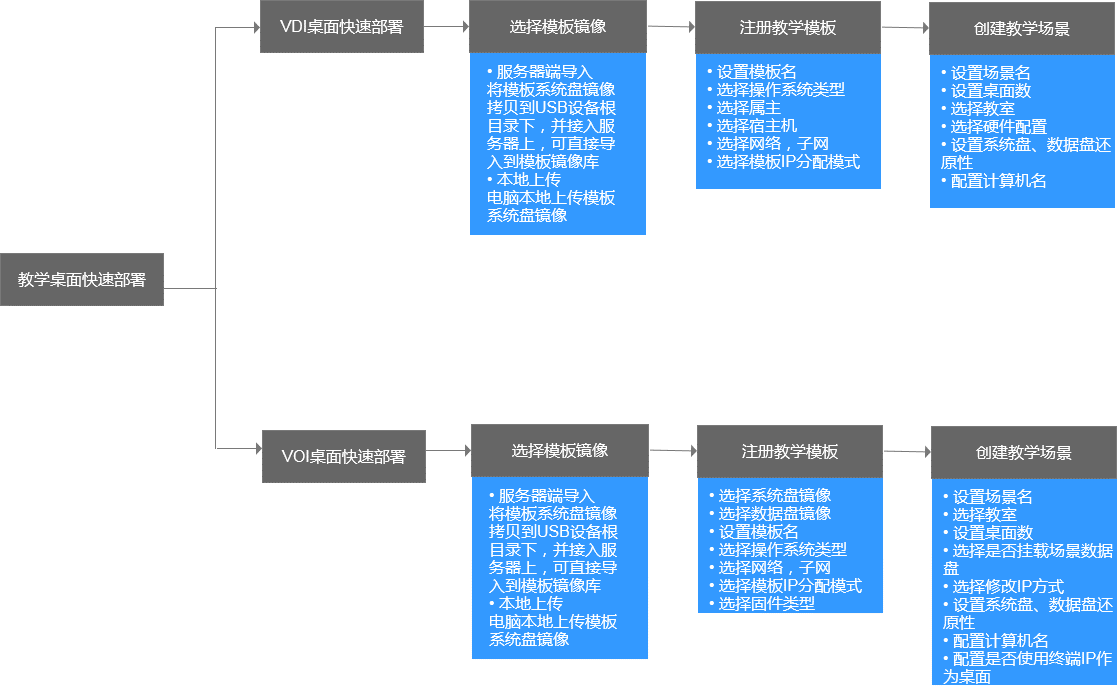 教学桌面快速部署
VDI桌面快速部署
选择模板镜像
• 服务器端导入
将模板系统盘镜像
拷贝到USB设备根
目录下，并接入服
务器上，可直接导
入到模板镜像库
• 本地上传
电脑本地上传模板
系统盘镜像
注册教学模板
• 设置模板名
• 选择操作系统类型
• 选择属主
• 选择宿主机
• 选择网络，子网
• 选择模板IP分配模式
创建教学场景
• 设置场景名
• 设置桌面数
• 选择教室
• 选择硬件配置
• 设置系统盘、数据盘还
原性
• 配置计算机名
VOI桌面快速部署
选择模板镜像
• 服务器端导入
将模板系统盘镜像
拷贝到USB设备根
目录下，并接入服
务器上，可直接导
入到模板镜像库
• 本地上传
电脑本地上传模板
系统盘镜像
注册教学模板
• 选择系统盘镜像
• 选择数据盘镜像
• 设置模板名
• 选择操作系统类型
• 选择网络，子网
• 选择模板IP分配模式
• 选择固件类型
创建教学场景
• 设置场景名
• 选择教室
• 设置桌面数
• 选择是否挂载场景数据
盘
• 选择修改IP方式
• 设置系统盘、数据盘还
原性
• 配置计算机名
• 配置是否使用终端IP作
为桌面